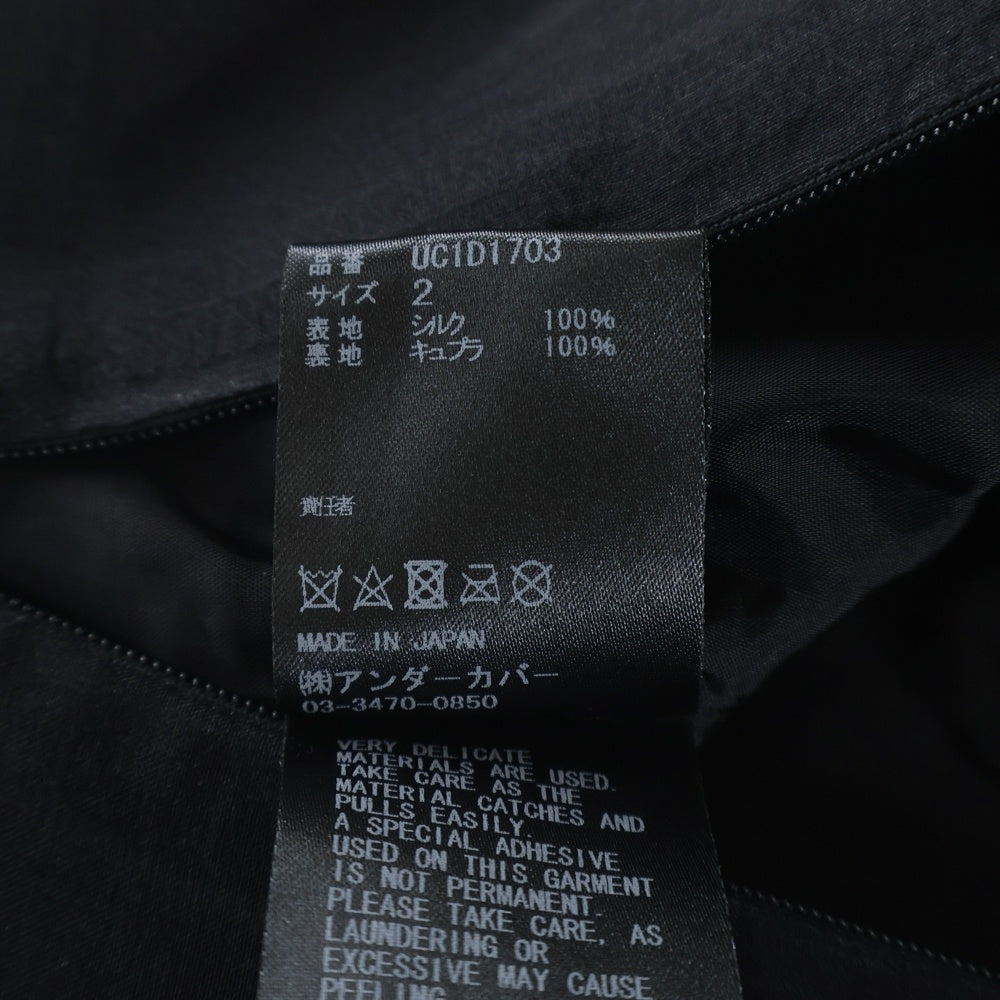 品番 UC1D1703
サイズ 2
表地 シルク 100%
裏地 キュプラ 100%
責任者
MADE IN JAPAN
(株)アンダーカバー
03-3470-0850
VERY DELICATE
MATERIALS ARE USED.
TAKE CARE AS THE
MATERIAL CATCHES AND
PULLS EASILY.
A SPECIAL ADHESIVE
USED ON THIS GARMENT
IS NOT PERMANENT.
PLEASE TAKE CARE, AS
LAUNDERING OR
EXCESSIVE MAY CAUSE
PEELING